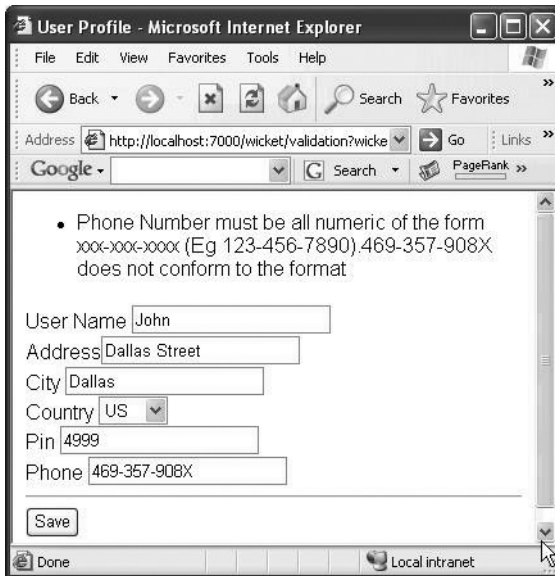 User Profile - Microsoft Internet Explorer
File Edit View Favorites Tools Help
Back Search Favorites »
Address http://localhost:7000/wicket/validation?wicke Go Links »
Google G Search PageRank »
• Phone Number must be all numeric of the form
xxx-xxx-xxxx (Eg 123-456-7890).469-357-908X
does not conform to the format
User Name John
Address Dallas Street
City Dallas
Country US
Pin 4999
Phone 469-357-908X
Save
Done Local intranet